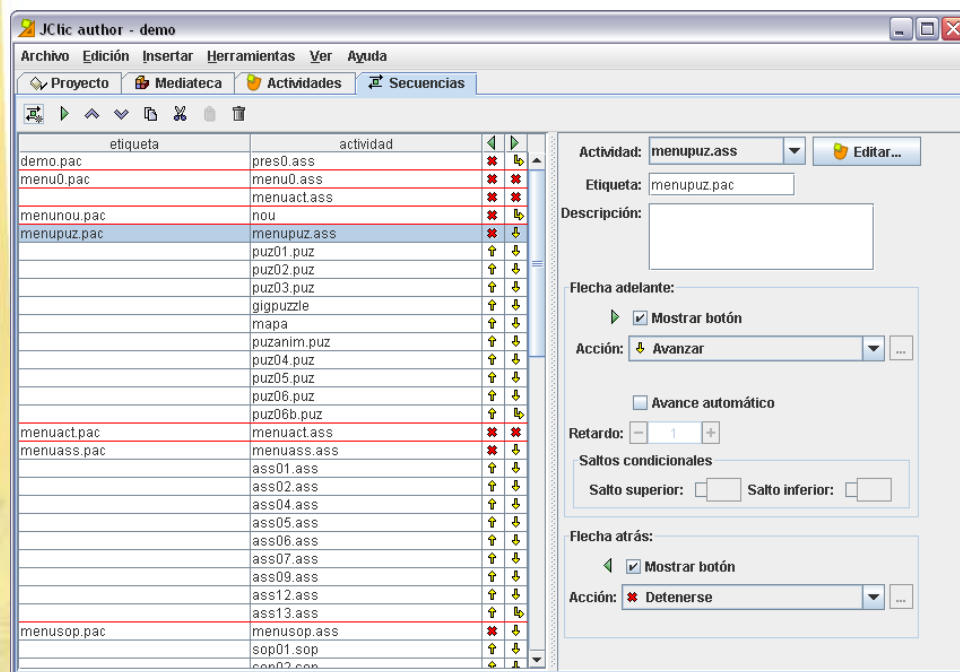 JClic author - demo
Archivo Edición Insertar Herramientas Ver Ayuda
Proyecto Mediateca Actividades Secuencias
etiqueta actividad
demo.pac pres0.ass
menu0.pac menu0.ass
menuact.ass
menunou.pac nou
menupuz.pac menupuz.ass
puz01.puz
puz02.puz
puz03.puz
gigpuzzle
mapa
puzanim.puz
puz04.puz
puz05.puz
puz06.puz
puz06b.puz
menuact.pac menuact.ass
menuass.pac menuass.ass
ass01.ass
ass02.ass
ass04.ass
ass05.ass
ass06.ass
ass07.ass
ass09.ass
ass12.ass
ass13.ass
menusop.pac menusop.ass
sop01.sop
sop02.sop
Actividad: menupuz.ass Editar...
Etiqueta: menupuz.pac
Descripción:
Flecha adelante:
Mostrar botón
Acción: Avanzar ...
Avance automático
Retardo: 1
Saltos condicionales
Salto superior: Salto inferior:
Flecha atrás:
Mostrar botón
Acción: Detenerse ...